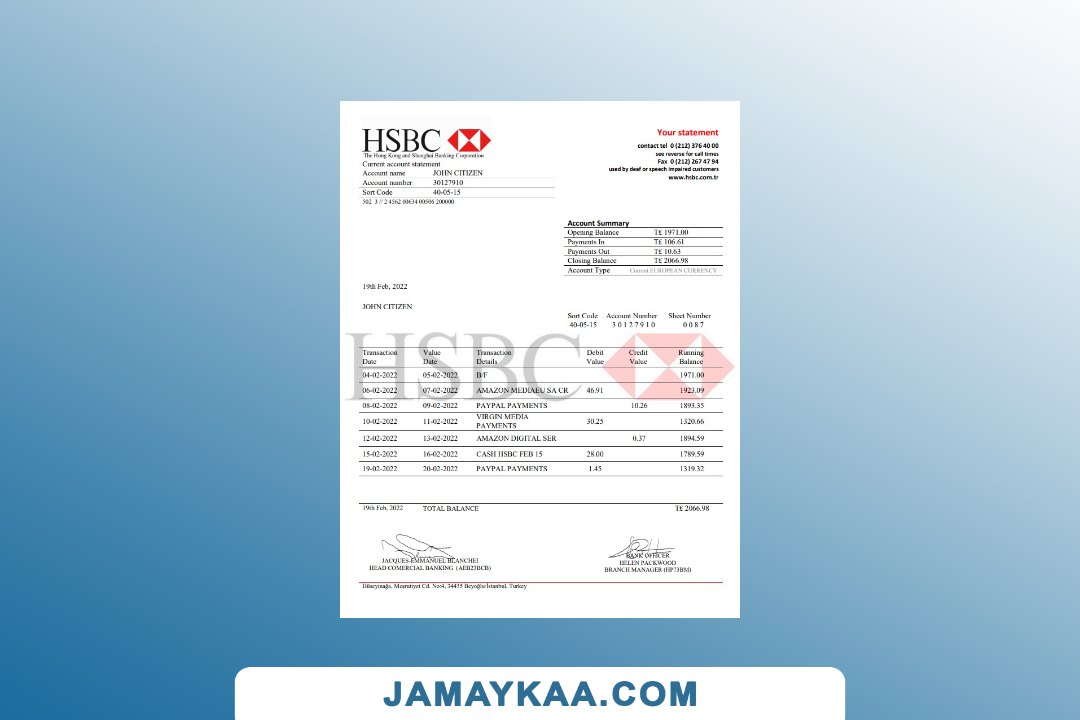 HSBC
The Hong Kong and Shanghai Banking Corporation
Current account statement
Account name JOHN CITIZEN
Account number 30127910
Sort Code 40-05-15
502 3 // 2 4562 00634 00506 200000
Your statement
contact tel 0 (212) 376 40 00
see reverse for call times
Fax 0 (212) 267 47 94
used by deaf or speech impaired customers
www.hsbc.com.tr
Account Summary
Opening Balance T£ 1971.00
Payments In T£ 106.61
Payments Out T£ 10.63
Closing Balance T£ 2066.98
Account Type Current EUROPEAN CURRENCY
19th Feb, 2022
JOHN CITIZEN
Sort Code Account Number Sheet Number
40-05-15 3 0 1 2 7 9 1 0 0 0 8 7
HSBC
Transaction Value Transaction Debit Credit Running
Date Date Details Value Value Balance
04-02-2022 05-02-2022 B/F 1971.00
06-02-2022 07-02-2022 AMAZON MEDIAEU SA CR 46.91 1923.09
08-02-2022 09-02-2022 PAYPAL PAYMENTS 10.26 1893.35
10-02-2022 11-02-2022 VIRGIN MEDIA 30.25 1320.66
PAYMENTS
12-02-2022 13-02-2022 AMAZON DIGITAL SER 0.37 1894.59
15-02-2022 16-02-2022 CASH HSBC FEB 15 28.00 1789.59
19-02-2022 20-02-2022 PAYPAL PAYMENTS 1.45 1319.32
19th Feb, 2022 TOTAL BALANCE T£ 2066.98
JACQUES-EMMANUEL BLANCHEI
HEAD COMERCIAL BANKING (AEB23BCB)
BANK OFFICER
HELEN PACKWOOD
BRANCH MANAGER (HP73BM)
Hüseyinağa, Meşrutiyet Cd. No:4, 34435 Beyoğlu/İstanbul, Turkey
JAMAYKAA.COM